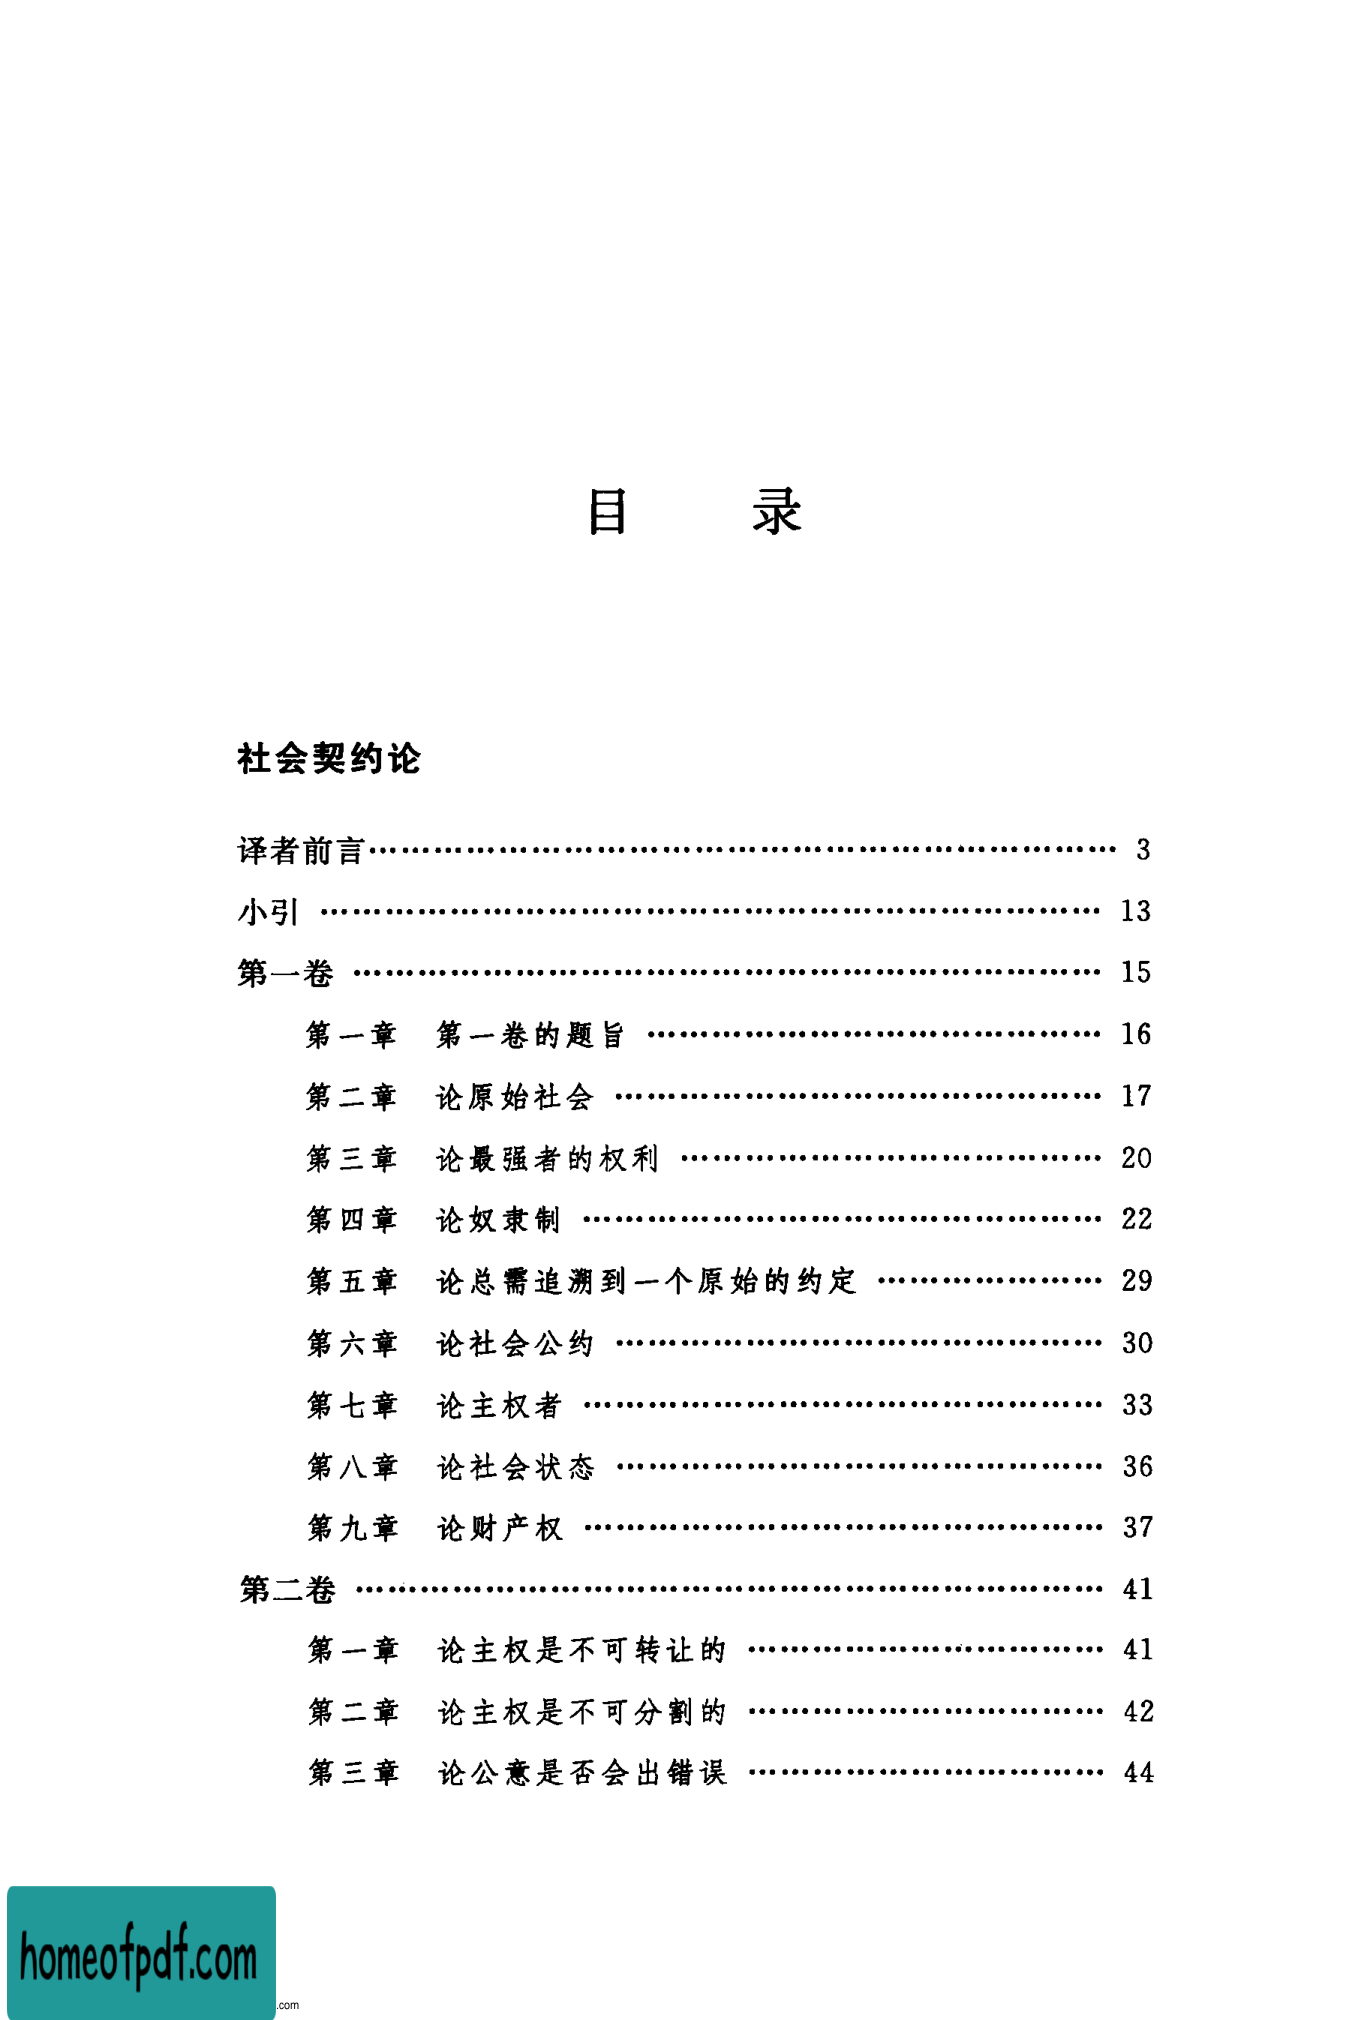 目 录
社会契约论
译者前言…………………………………………………………… 3
小引 ……………………………………………………………… 13
第一卷 …………………………………………………………… 15
第一章 第一卷的题旨 …………………………………… 16
第二章 论原始社会 ……………………………………… 17
第三章 论最强者的权利 ………………………………… 20
第四章 论奴隶制 ………………………………………… 22
第五章 论总需追溯到一个原始的约定 ………………… 29
第六章 论社会公约 ……………………………………… 30
第七章 论主权者 ………………………………………… 33
第八章 论社会状态 ……………………………………… 36
第九章 论财产权 ………………………………………… 37
第二卷 …………………………………………………………… 41
第一章 论主权是不可转让的 …………………………… 41
第二章 论主权是不可分割的 …………………………… 42
第三章 论公意是否会出错误 …………………………… 44
homeofpdf.com
.com